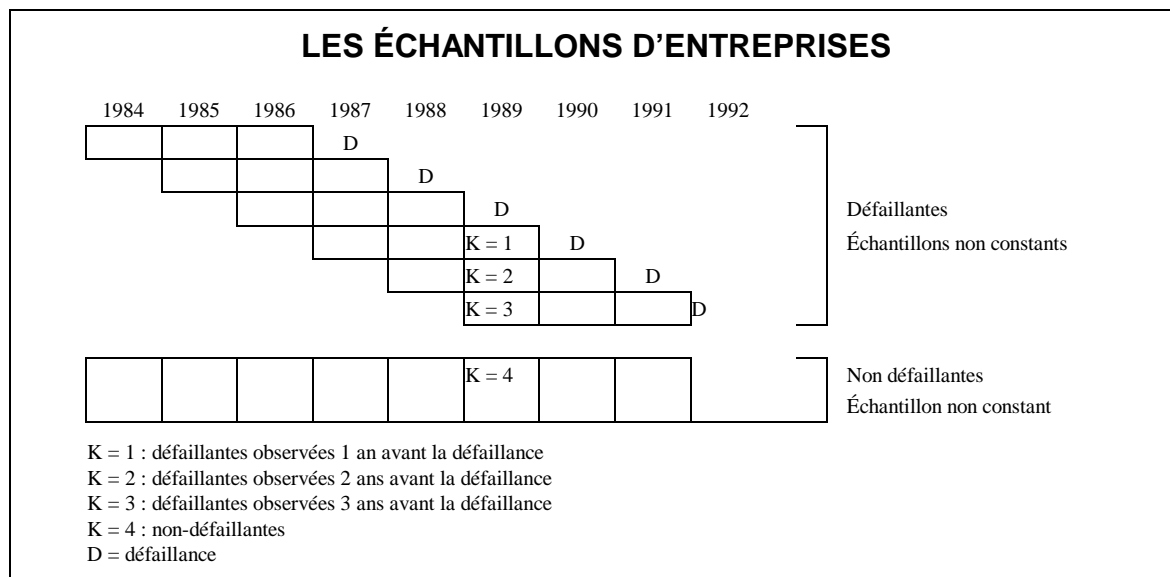 LES ÉCHANTILLONS D'ENTREPRISES
1984 1985 1986 1987 1988 1989 1990 1991 1992
D
D
D
Défaillantes
K = 1 D
Échantillons non constants
K = 2 D
K = 3 D
K = 4
Non défaillantes
Échantillon non constant
K = 1 : défaillantes observées 1 an avant la défaillance
K = 2 : défaillantes observées 2 ans avant la défaillance
K = 3 : défaillantes observées 3 ans avant la défaillance
K = 4 : non-défaillantes
D = défaillance